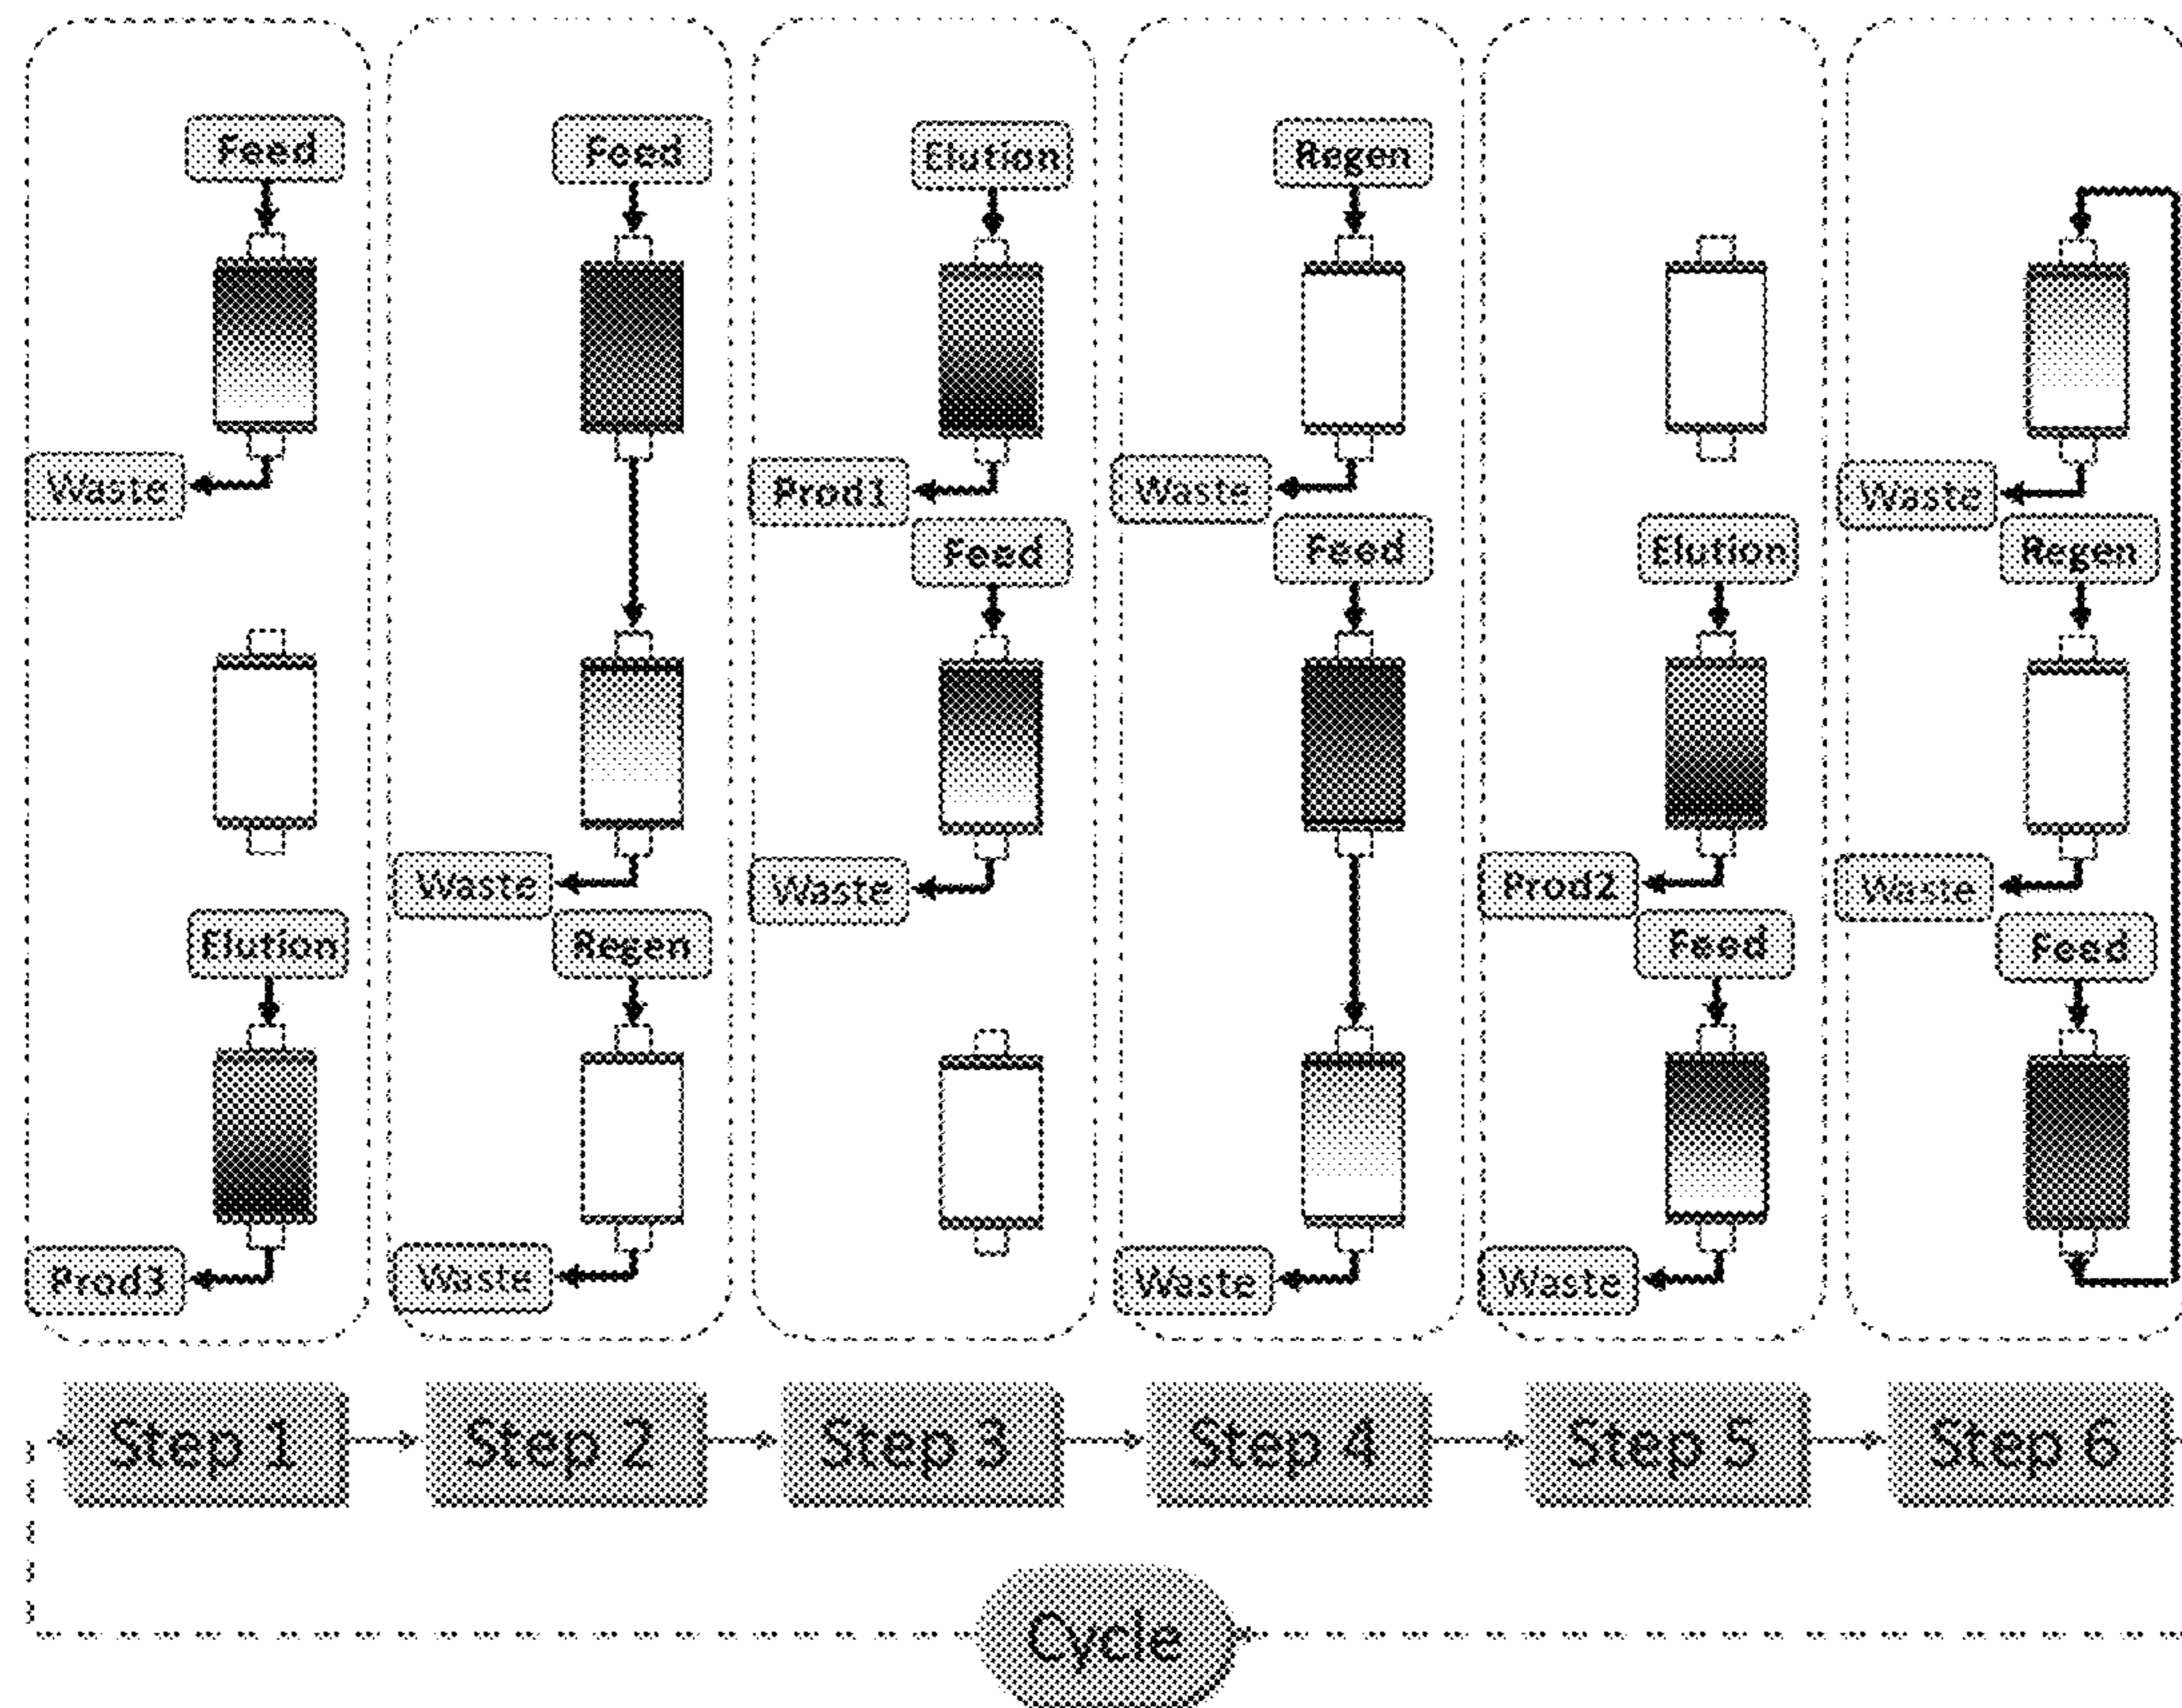 Feed
Waste
Elution
Prod3
Feed
Waste
Regen
Waste
Elution
Prod1
Feed
Waste
Regen
Waste
Feed
Waste
Elution
Prod2
Feed
Waste
Waste
Regen
Waste
Feed
Step 1
Step 2
Step 3
Step 4
Step 5
Step 6
Cycle